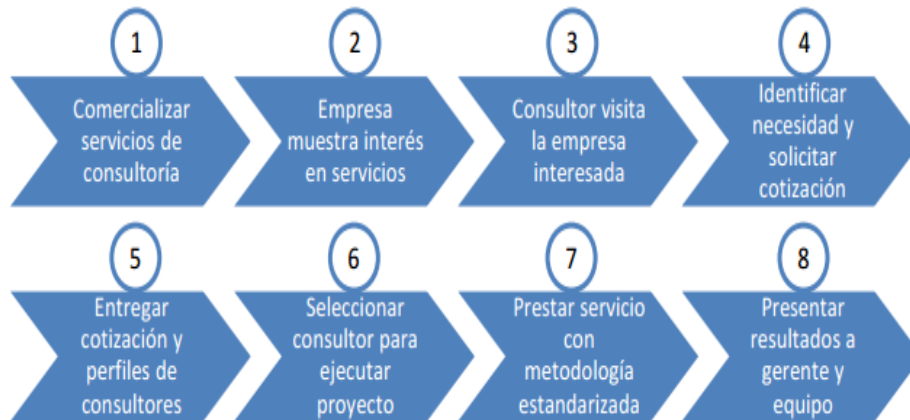 1
Comercializar
servicios de
consultoría
2
Empresa
muestra interés
en servicios
3
Consultor visita
la empresa
interesada
4
Identificar
necesidad y
solicitar
cotización
5
Entregar
cotización y
perfiles de
consultores
6
Seleccionar
consultor para
ejecutar
proyecto
7
Prestar servicio
con
metodología
estandarizada
8
Presentar
resultados a
gerente y
equipo